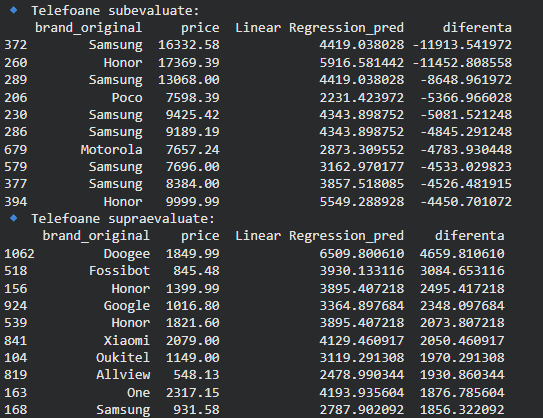 Telefoane subevaluate:
brand_original price Linear Regression_pred diferenta
372 Samsung 16332.58 4419.038028 -11913.541972
260 Honor 17369.39 5916.581442 -11452.808558
289 Samsung 13068.00 4419.038028 -8648.961972
206 Poco 7598.39 2231.423972 -5366.966028
230 Samsung 9425.42 4343.898752 -5081.521248
286 Samsung 9189.19 4343.898752 -4845.291248
679 Motorola 7657.24 2873.309552 -4783.930448
579 Samsung 7696.00 3162.970177 -4533.029823
377 Samsung 8384.00 3857.518085 -4526.481915
394 Honor 9999.99 5549.288928 -4450.701072
Telefoane supraevaluate:
brand_original price Linear Regression_pred diferenta
1062 Doogee 1849.99 6509.800610 4659.810610
518 Fossibot 845.48 3930.133116 3084.653116
156 Honor 1399.99 3895.407217 2495.417218
924 Google 1016.80 3364.897684 2348.097684
539 Honor 1821.60 3895.407217 2073.807218
841 Xiaomi 2079.00 4129.460917 2050.460917
104 Oukitel 1149.00 3119.291308 1970.291308
819 Allview 548.13 2478.990344 1930.860344
163 One 2317.15 4193.935604 1876.785604
168 Samsung 931.58 2787.902092 1856.322092